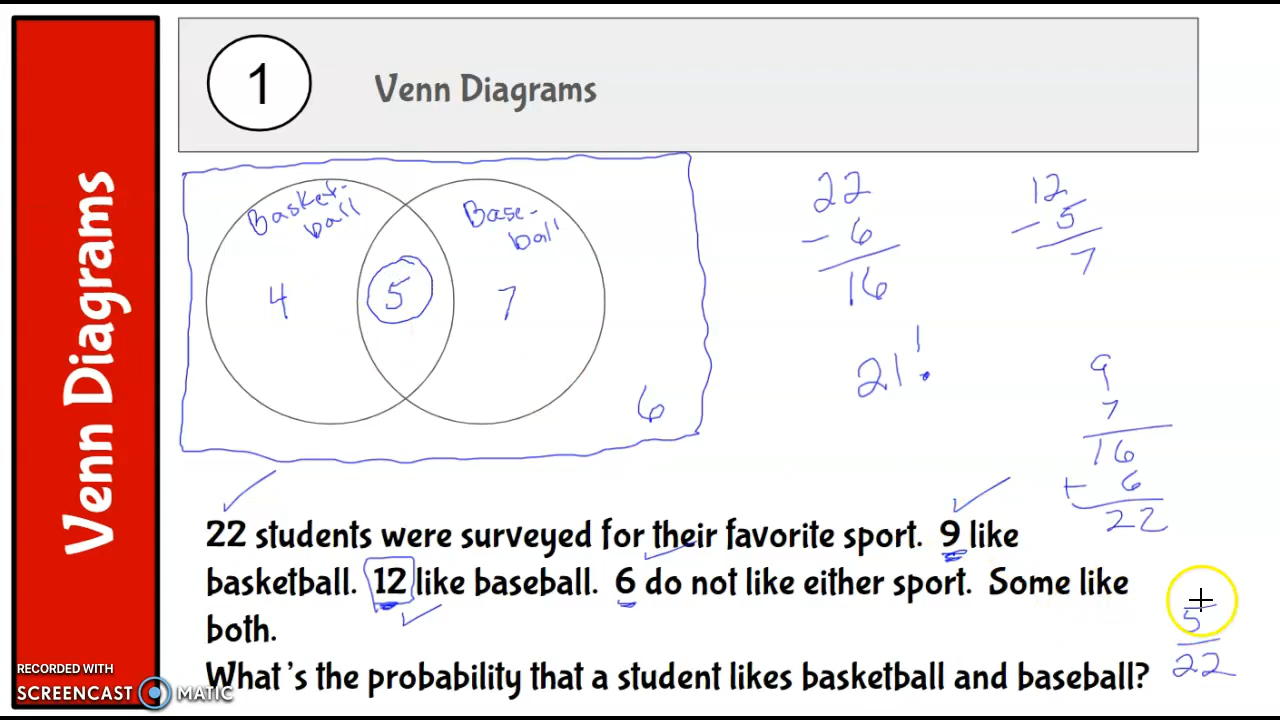 Venn Diagrams
1
Venn Diagrams
Basket-
ball
Base-
ball
4
5
7
6
22
- 6
16
12
- 5
7
21!
9
7
16
+ 6
22
22 students were surveyed for their favorite sport. 9 like
basketball. 12 like baseball. 6 do not like either sport. Some like
both.
What's the probability that a student likes basketball and baseball?
5
22
RECORDED WITH
SCREENCAST MATIC